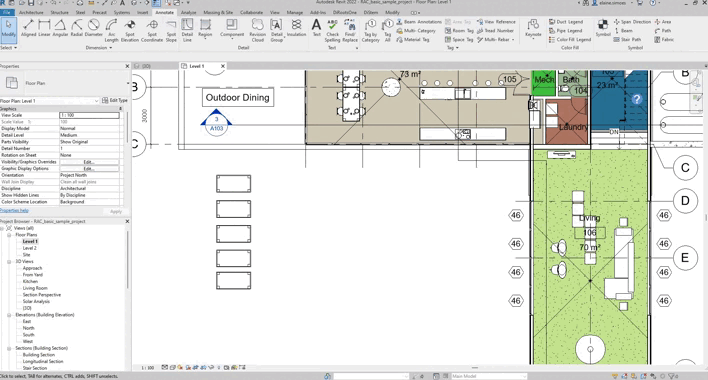 Autodesk Revit 2023 - RAC_basic_sample_project - Floor Plan: Level 1
File Architecture Structure Steel Precast Systems Insert Annotate Analyze Massing & Site Collaborate View Manage Add-Ins DiRootsOne DiStem Modify
Modify Aligned Linear Angular Radial Diameter Arc Length Spot Elevation Spot Coordinate Spot Slope Detail Line Region Component Revision Cloud Detail Group Insulation Text Check Spelling Find/ Replace Tag by Category Tag All
Beam Annotations
Multi- Category
Material Tag
Room Tag
Space Tag
View Reference
Multi- Rebar
Keynote
Duct Legend
Pipe Legend
Color Fill Legend
Symbol
Span Direction
Beam
Stair Path
Area
Path
Fabric
Select Dimension Detail Text Tag Color Fill Symbol
Properties
Floor Plan
Floor Plan: Level 1 Edit Type
Graphics
View Scale 1 : 100
Scale Value 1: 100
Display Model Normal
Detail Level Medium
Parts Visibility Show Original
Detail Number 1
Rotation on Sheet None
Visibility/Graphics Overrides Edit...
Graphic Display Options Edit...
Orientation Project North
Wall Join Display Clean all wall joins
Discipline Architectural
Show Hidden Lines By Discipline
Color Scheme Location Background
Properties help Apply
Project Browser - RAC_basic_sample_project
Views (all)
Floor Plans
Level 1
Level 2
Site
3D Views
Approach
From Yard
Kitchen
Living Room
Section Perspective
Solar Analysis
{3D}
Elevations (Building Elevation)
East
North
South
West
Sections (Building Section)
Building Section
Longitudinal Section
Stair Section
{3D} Level 1
B
3000
C
Outdoor Dining
3
A103
73 m²
105
Mech
Bath
104
Laundry
23 m²
DN
B
C
D
E
Living
106
70 m²
46
46
46
46
46
46
46
46
1 : 100
Click to select, TAB for alternates, CTRL adds, SHIFT unselects.
Main Model